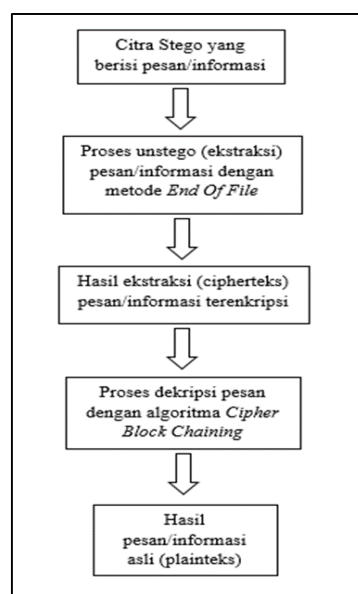 Citra Stego yang
berisi pesan/informasi
Proses unstego (ekstraksi)
pesan/informasi dengan
metode End Of File
Hasil ekstraksi (cipherteks)
pesan/informasi terenkripsi
Proses dekripsi pesan
dengan algoritma Cipher
Block Chaining
Hasil
pesan/informasi
asli (plainteks)